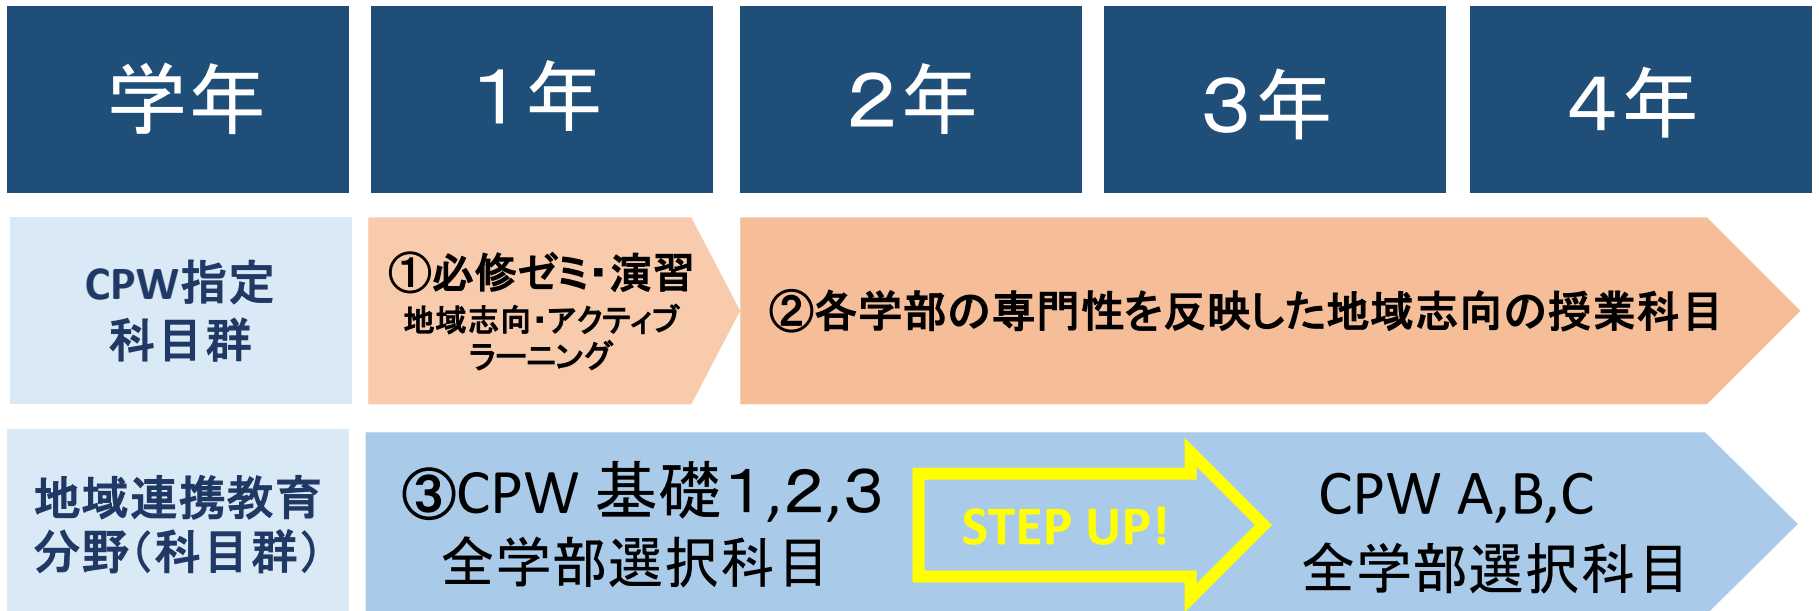 学年
１年
２年
３年
４年
CPW指定
科目群
①必修ゼミ・演習
地域志向・アクティブ
ラーニング
②各学部の専門性を反映した地域志向の授業科目
地域連携教育
分野（科目群）
③CPW 基礎１,２,３
全学部選択科目
STEP UP!
CPW A,B,C
全学部選択科目